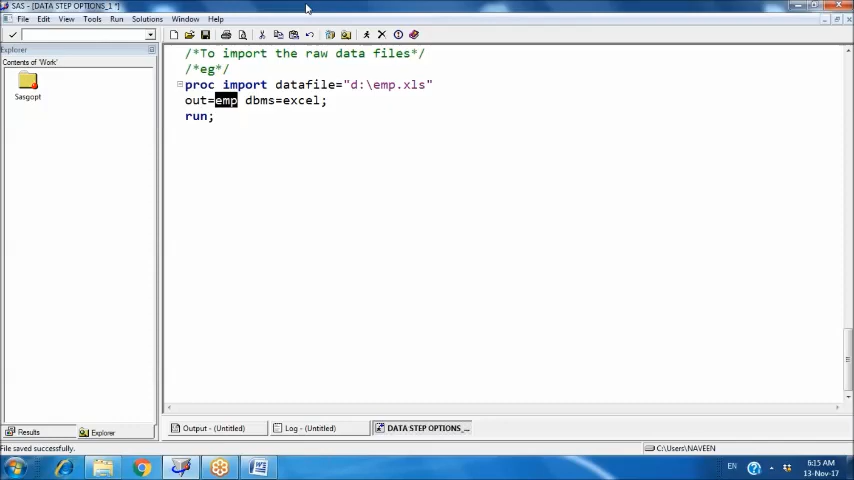 SAS - [DATA STEP OPTIONS_1 *]
File Edit View Tools Run Solutions Window Help
Explorer
Contents of 'Work'
Sasgopt
/*To import the raw data files*/
/*eg*/
proc import datafile="d:\emp.xls"
out=emp dbms=excel;
run;
Results Explorer
Output - (Untitled) Log - (Untitled) DATA STEP OPTIONS_...
File saved successfully. C:\Users\NAVEEN
EN 6:15 AM
13-Nov-17